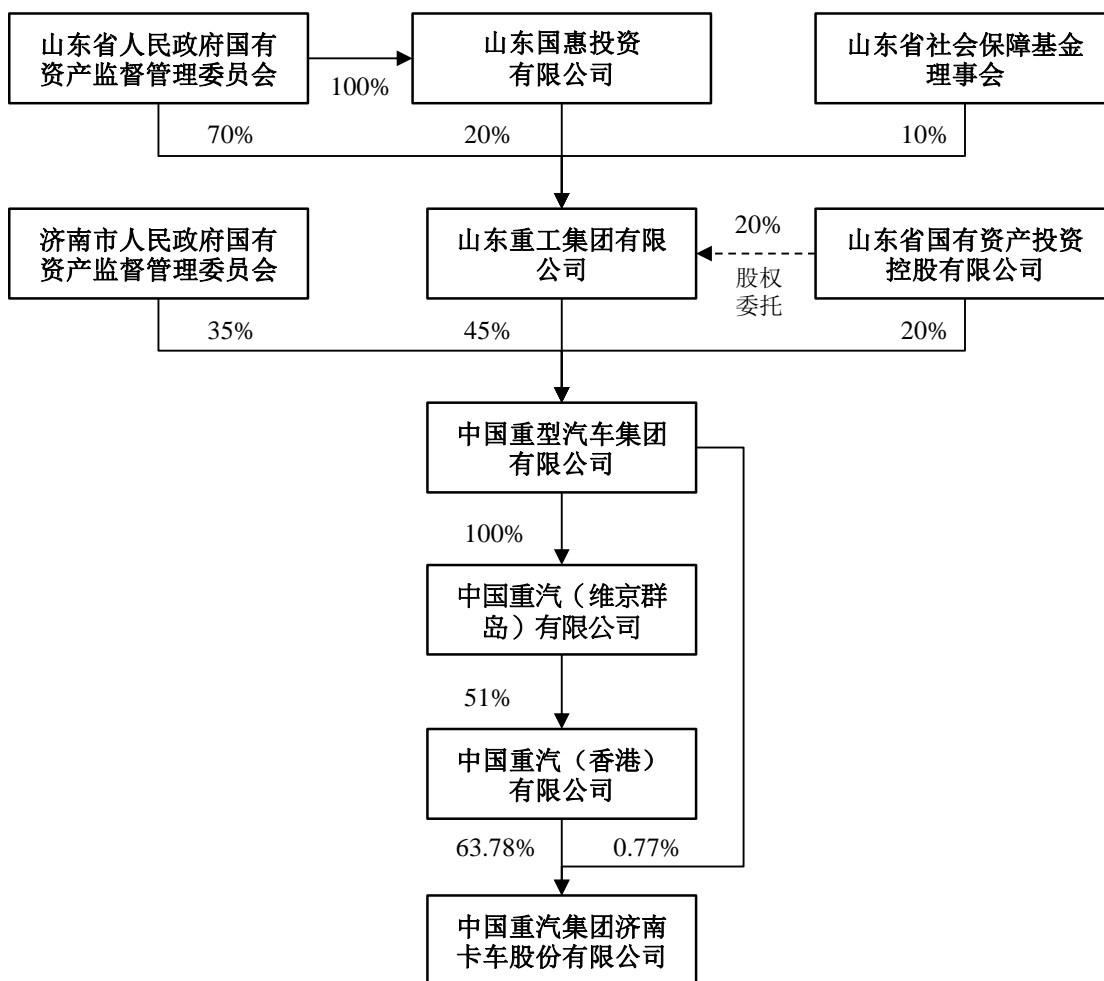 山东省人民政府国有
资产监督管理委员会
100%
山东国惠投资
有限公司
山东省社会保障基金
理事会
70%
20%
10%
济南市人民政府国有
资产监督管理委员会
山东重工集团有限
公司
20%
股权
委托
山东省国有资产投资
控股有限公司
35%
45%
20%
中国重型汽车集团
有限公司
100%
中国重汽（维京群
岛）有限公司
51%
中国重汽（香港）
有限公司
63.78%
0.77%
中国重汽集团济南
卡车股份有限公司